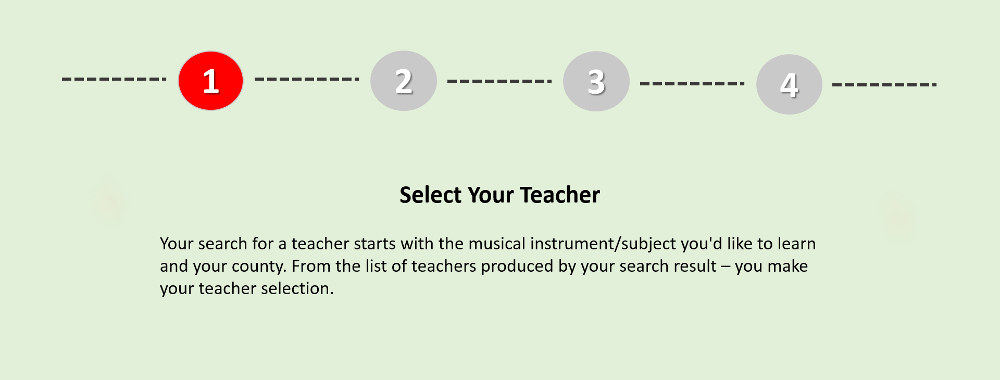 1 2 3 4
Select Your Teacher
Your search for a teacher starts with the musical instrument/subject you'd like to learn
and your county. From the list of teachers produced by your search result – you make
your teacher selection.